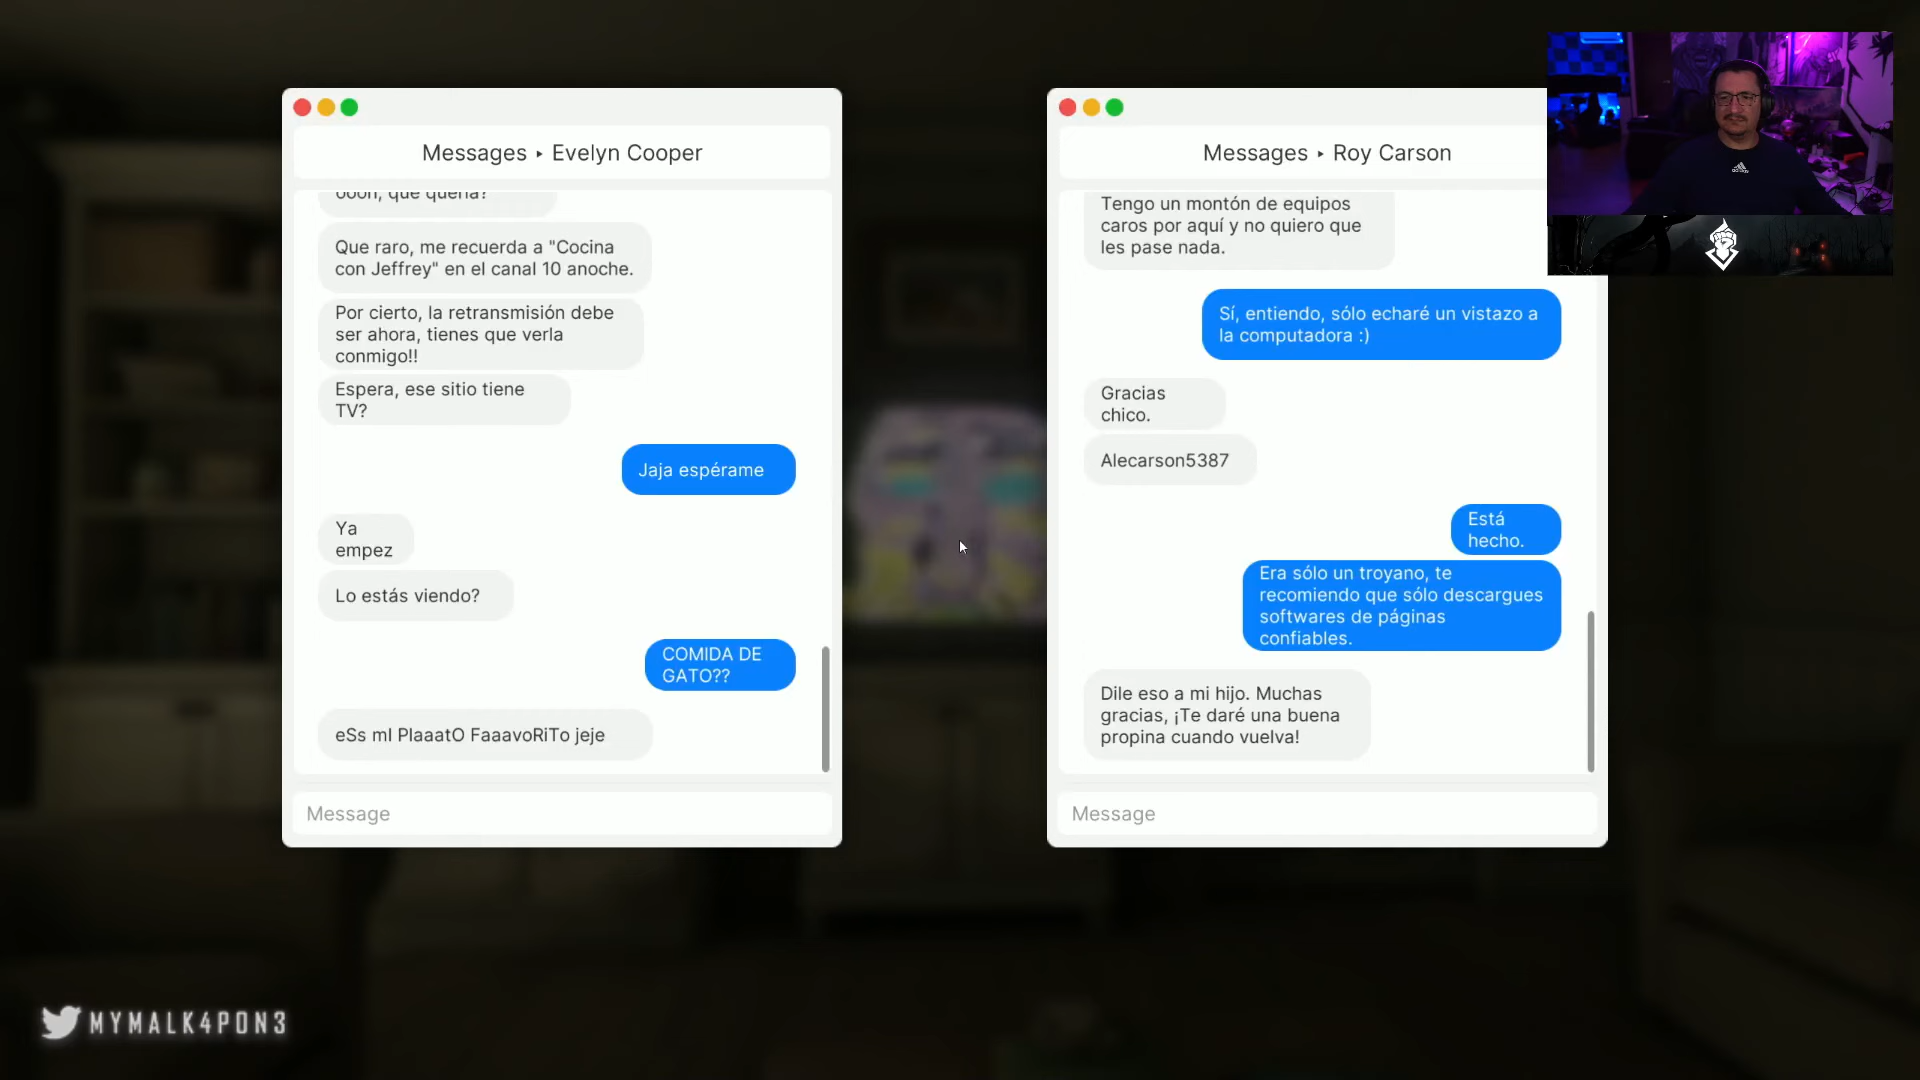 Messages ▸ Evelyn Cooper
que quería?
Que raro, me recuerda a "Cocina
con Jeffrey" en el canal 10 anoche.
Por cierto, la retransmisión debe
ser ahora, tienes que verla
conmigo!!
Espera, ese sitio tiene
TV?
Jaja espérame
Ya
empez
Lo estás viendo?
COMIDA DE
GATO??
eSs mI PlaaatO FaaavoRiTo jeje
Message
Messages ▸ Roy Carson
Tengo un montón de equipos
caros por aquí y no quiero que
les pase nada.
Sí, entiendo, sólo echaré un vistazo a
la computadora :)
Gracias
chico.
Alecarson5387
Está
hecho.
Era sólo un troyano, te
recomiendo que sólo descargues
softwares de páginas
confiables.
Dile eso a mi hijo. Muchas
gracias, ¡Te daré una buena
propina cuando vuelva!
Message
adidas
MYMALK4PON3